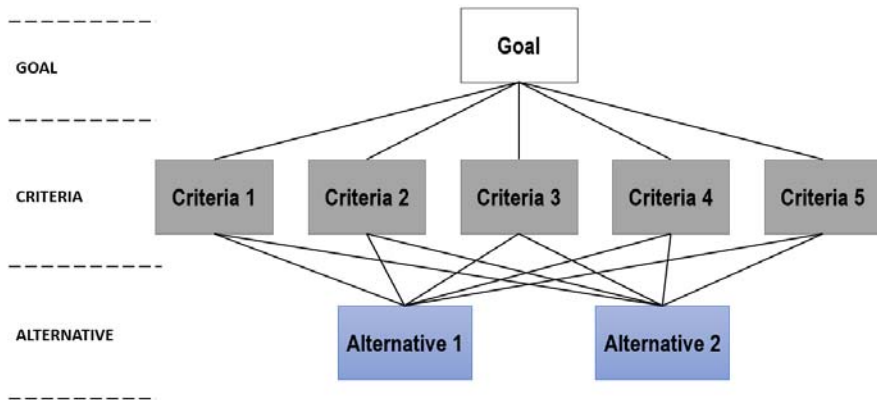 Goal
GOAL
CRITERIA
Criteria 1
Criteria 2
Criteria 3
Criteria 4
Criteria 5
ALTERNATIVE
Alternative 1
Alternative 2